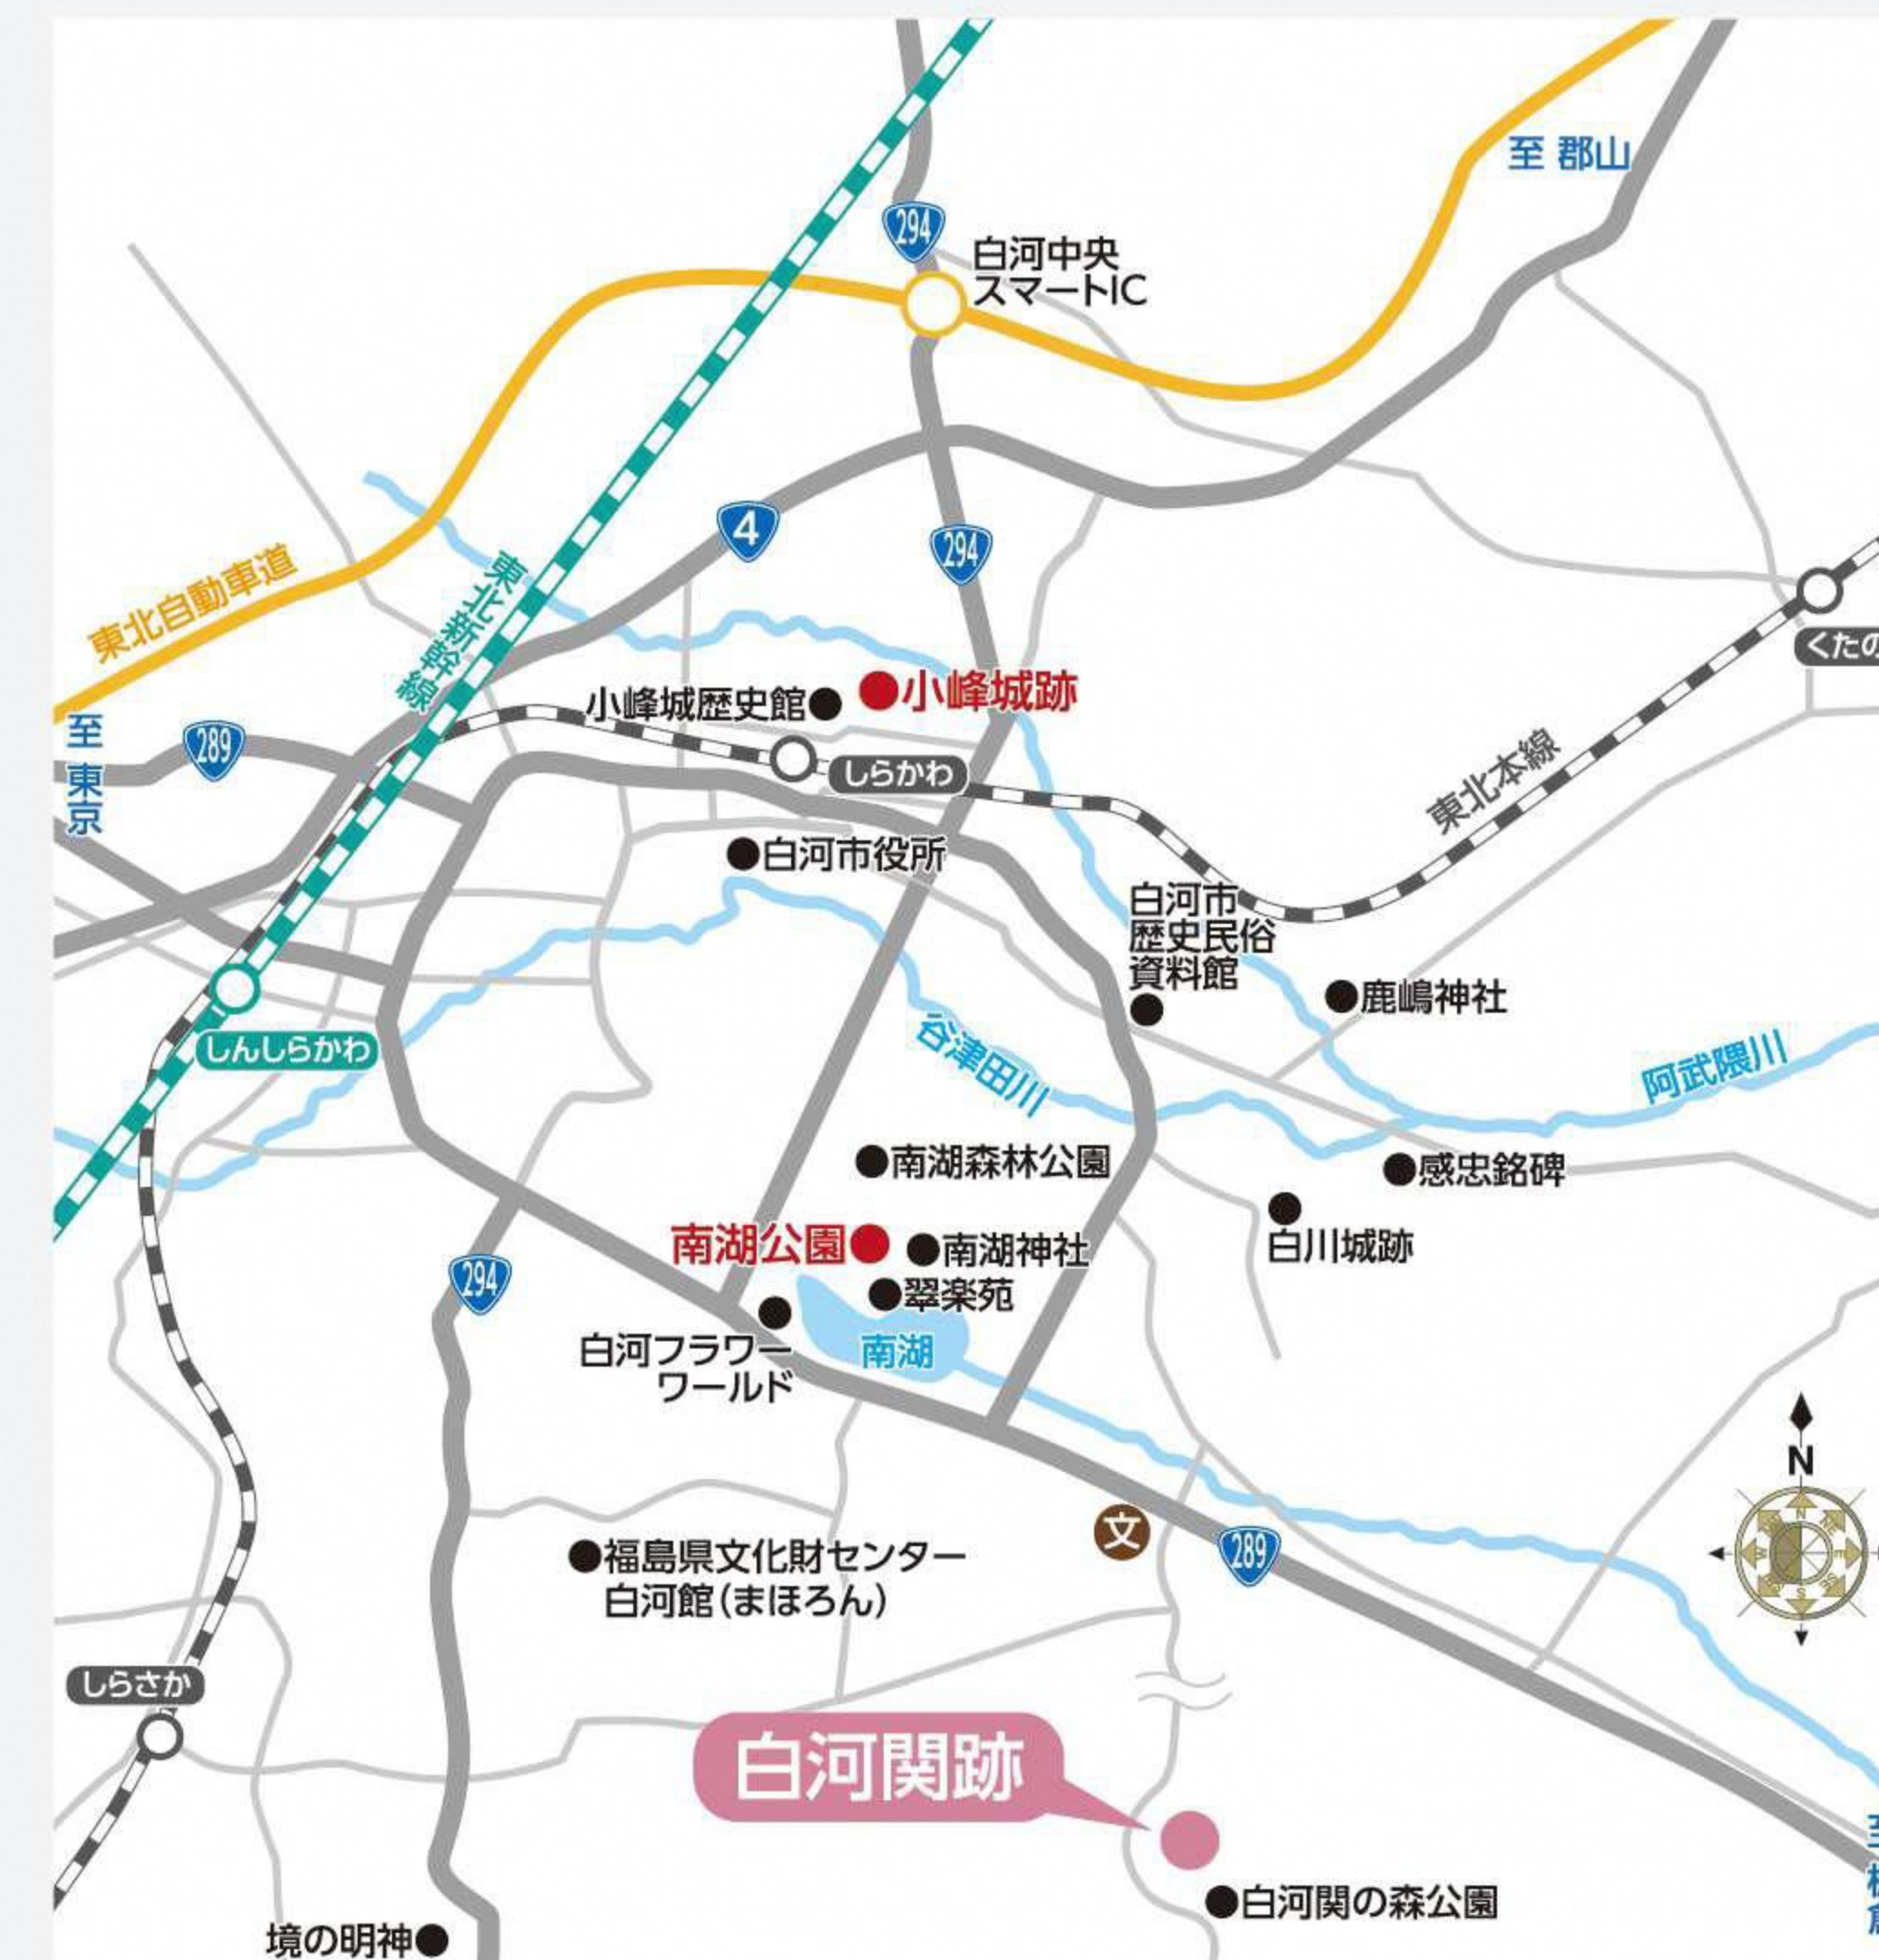 至 郡山
294
白河中央
スマートIC
4
294
東北自動車道
東北新幹線
くたの
小峰城歴史館
小峰城跡
至 東京
289
しらかわ
東北本線
白河市役所
白河市
歴史民俗
資料館
鹿嶋神社
しんしらかわ
谷津田川
阿武隈川
南湖森林公園
感忠銘碑
白川城跡
南湖公園
南湖神社
294
翠楽苑
白河フラワー
ワールド
南湖
N
文
289
福島県文化財センター
白河館(まほろん)
しらさか
白河関跡
至
白河関の森公園
境の明神